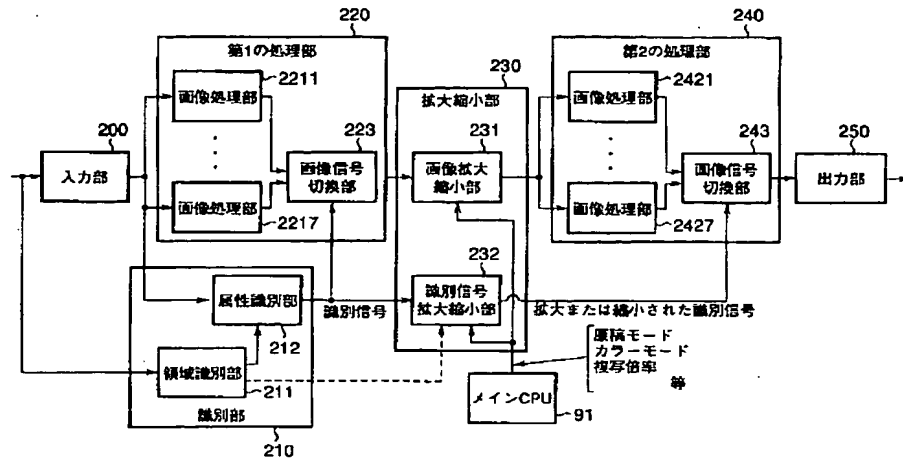 220
第1の処理部
2211
画像処理部
223
画像信号
切換部
画像処理部
2217
200
入力部
230
拡大縮小部
231
画像拡大
縮小部
232
識別信号
拡大縮小部
240
第2の処理部
2421
画像処理部
243
画像信号
切換部
画像処理部
2427
250
出力部
属性識別部
212
識別信号
拡大または縮小された識別信号
領域識別部
211
識別部
210
原稿モード
カラーモード
複写倍率
等
メインCPU
91